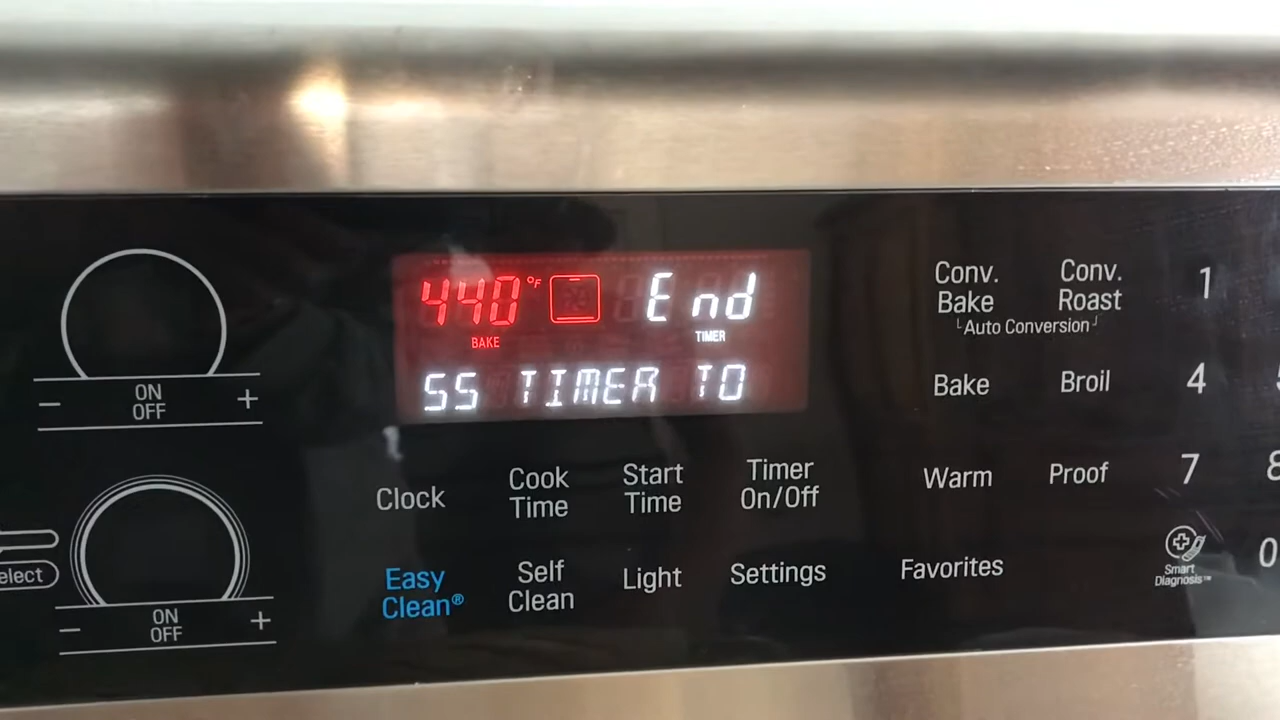 440°F End
BAKE TIMER
SS TIMER TO
ON
OFF
- +
ON
OFF
- +
elect
Clock
Cook
Time
Start
Time
Timer
On/Off
Easy
Clean®
Self
Clean
Light
Settings
Conv.
Bake
Conv.
Roast
Auto Conversion
Bake
Broil
Warm
Proof
Favorites
1
4
7
8
0
Smart
Diagnosis™